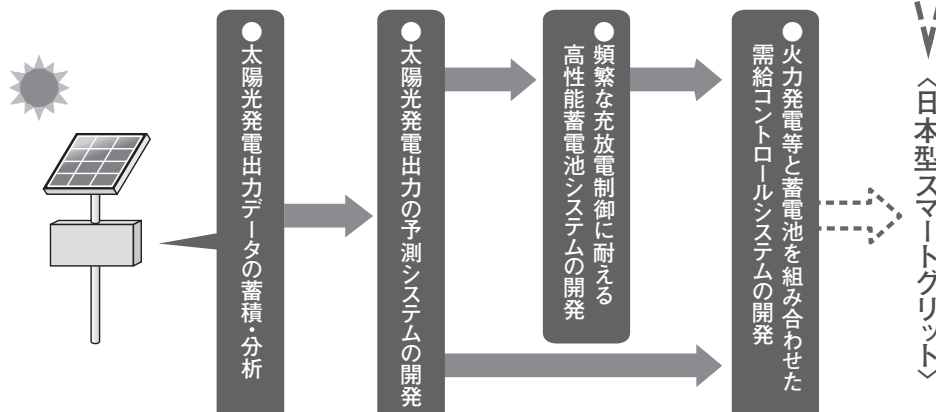 ●太陽光発電出力データの蓄積・分析
●太陽光発電出力の予測システムの開発
●頻繁な充放電制御に耐える
高性能蓄電池システムの開発
●火力発電等と蓄電池を組み合わせた
需給コントロールシステムの開発
〈日本型スマートグリット〉